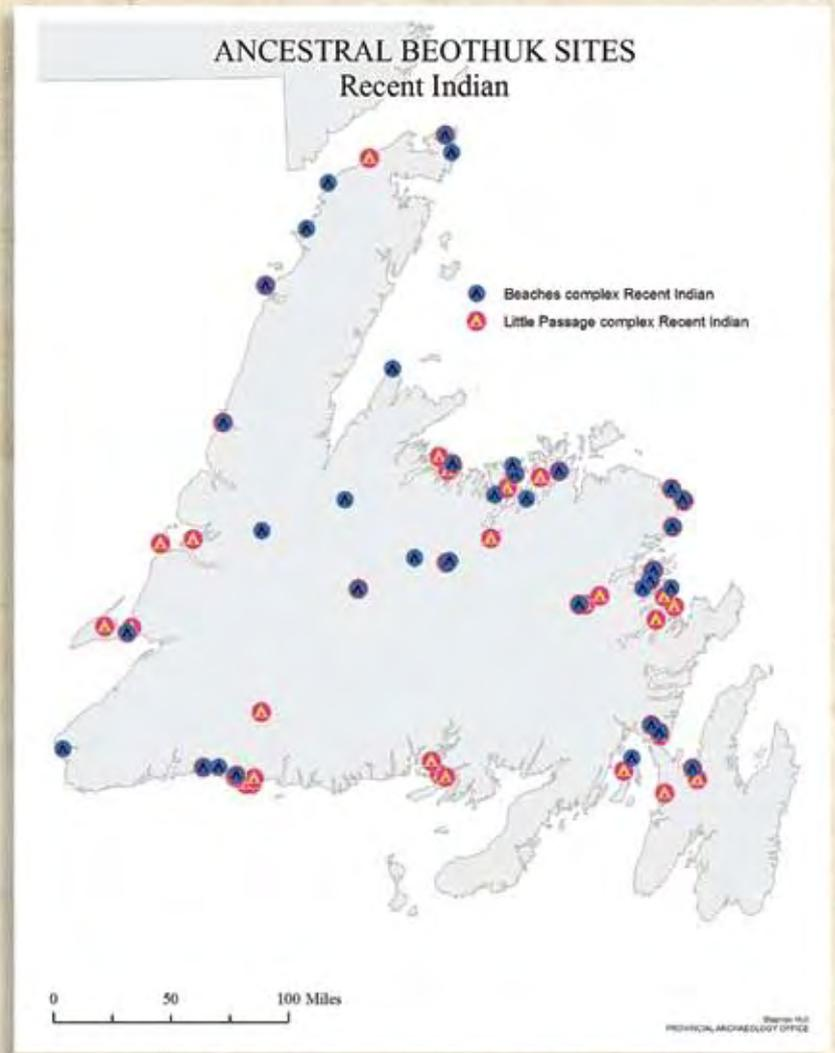 ANCESTRAL BEOTHUK SITES
Recent Indian
Beaches complex Recent Indian
Little Passage complex Recent Indian
0 50 100 Miles
PROVINCIAL ARCHAEOLOGY OFFICE